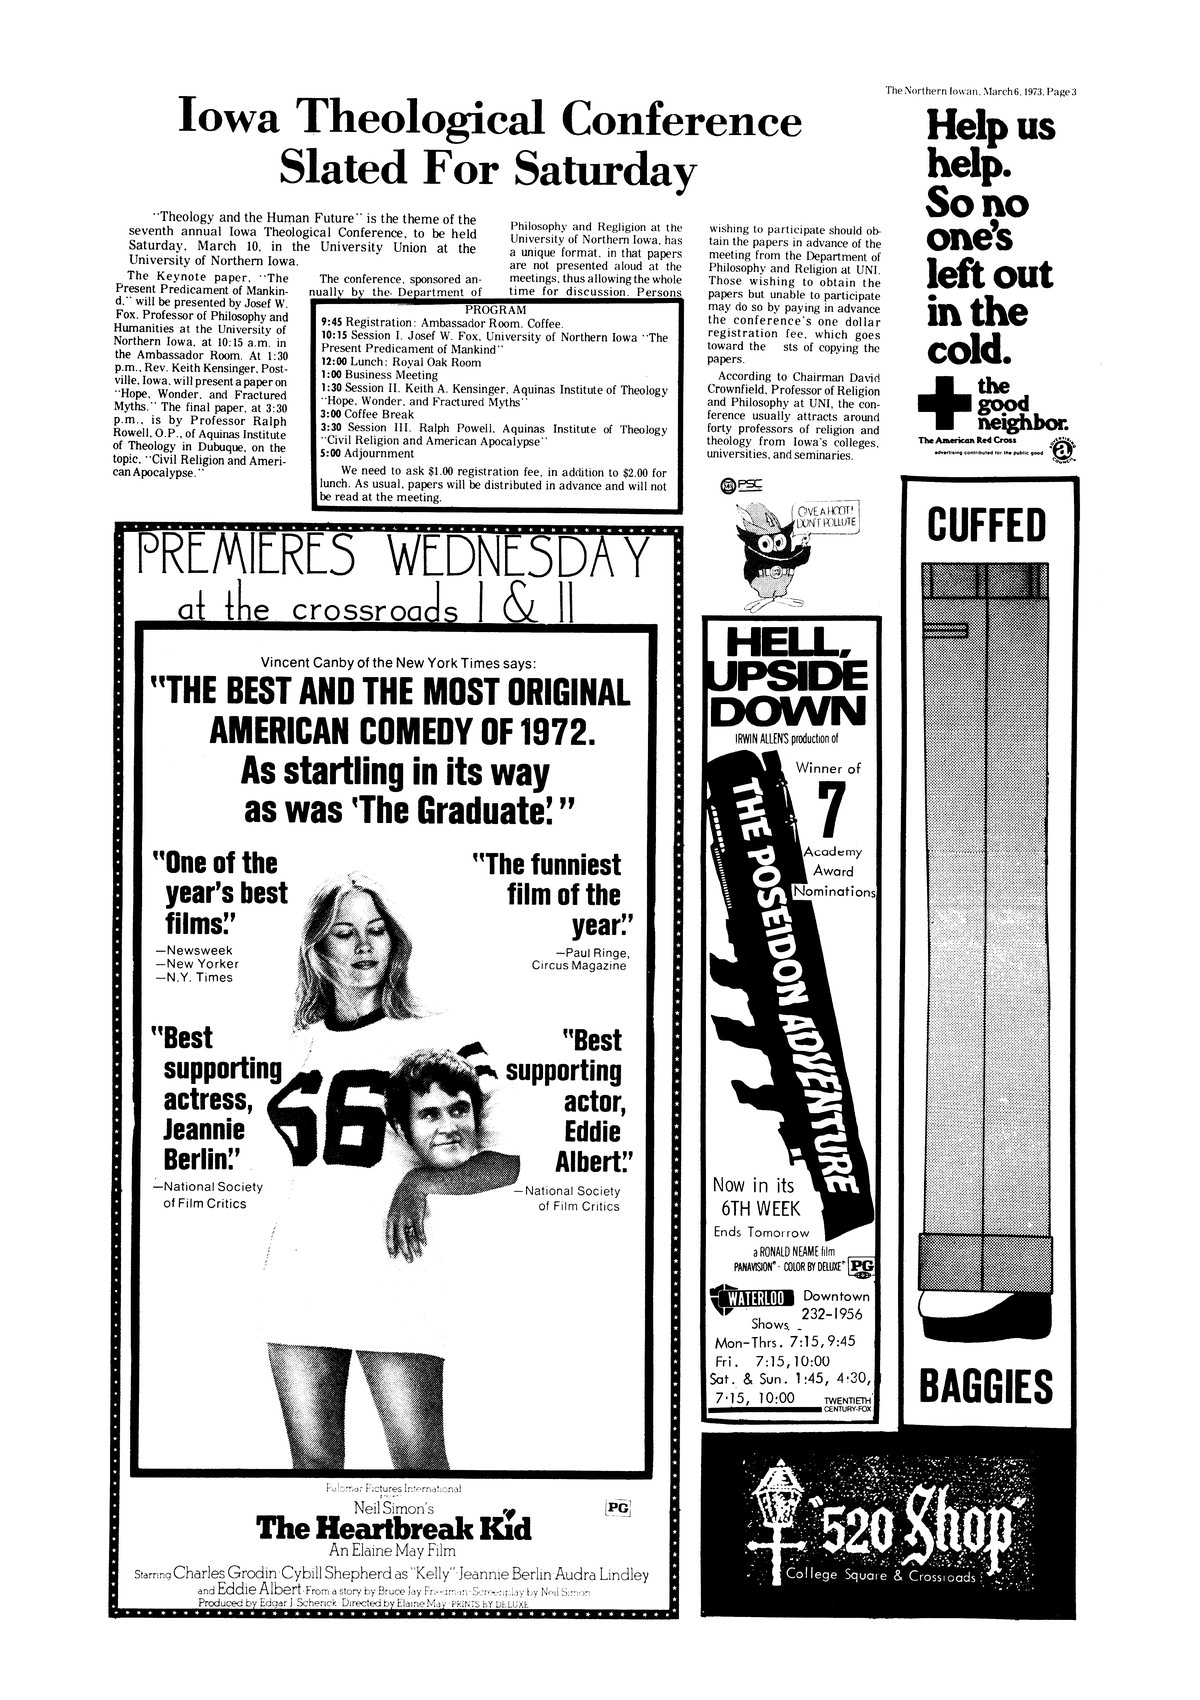 The Northern Iowan, March 6, 1973, Page 3
Iowa Theological Conference
Slated For Saturday
"Theology and the Human Future" is the theme of the
seventh annual Iowa Theological Conference, to be held
Saturday, March 10, in the University Union at the
University of Northern Iowa.
The Keynote paper, "The
Present Predicament of Mankin-
d." will be presented by Josef W.
Fox, Professor of Philosophy and
Humanities at the University of
Northern Iowa, at 10:15 a.m. in
the Ambassador Room. At 1:30
p.m., Rev. Keith Kensinger, Post-
ville, Iowa, will present a paper on
"Hope, Wonder, and Fractured
Myths." The final paper, at 3:30
p.m., is by Professor Ralph
Rowell, O.P., of Aquinas Institute
of Theology in Dubuque, on the
topic, "Civil Religion and Ameri-
can Apocalypse."
The conference, sponsored an-
nually by the Department of
Philosophy and Regligion at the
University of Northern Iowa, has
a unique format, in that papers
are not presented aloud at the
meetings, thus allowing the whole
time for discussion. Persons
wishing to participate should ob-
tain the papers in advance of the
meeting from the Department of
Philosophy and Religion at UNI.
Those wishing to obtain the
papers but unable to participate
may do so by paying in advance
the conference's one dollar
registration fee, which goes
toward the sts of copying the
papers.
According to Chairman David
Crownfield, Professor of Religion
and Philosophy at UNI, the con-
ference usually attracts around
forty professors of religion and
theology from Iowa's colleges,
universities, and seminaries.
PROGRAM
9:45 Registration: Ambassador Room. Coffee.
10:15 Session I. Josef W. Fox, University of Northern Iowa "The
Present Predicament of Mankind"
12:00 Lunch: Royal Oak Room
1:00 Business Meeting
1:30 Session II. Keith A. Kensinger, Aquinas Institute of Theology
"Hope, Wonder, and Fractured Myths"
3:00 Coffee Break
3:30 Session III. Ralph Powell, Aquinas Institute of Theology
"Civil Religion and American Apocalypse"
5:00 Adjournment
We need to ask $1.00 registration fee, in addition to $2.00 for
lunch. As usual, papers will be distributed in advance and will not
be read at the meeting.
Help us
help.
So no
one's
left out
in the
cold.
the
good
neighbor.
The American Red Cross
advertising contributed for the public good
PSC
GIVE A HOOT!
DON'T POLLUTE
PREMIERES WEDNESDAY
at the crossroads I & II
Vincent Canby of the New York Times says:
"THE BEST AND THE MOST ORIGINAL
AMERICAN COMEDY OF 1972.
As startling in its way
as was 'The Graduate.'"
"One of the
year's best
films."
—Newsweek
—New Yorker
—N.Y. Times
"The funniest
film of the
year."
—Paul Ringe,
Circus Magazine
"Best
supporting
actress,
Jeannie
Berlin."
—National Society
of Film Critics
"Best
supporting
actor,
Eddie
Albert."
—National Society
of Film Critics
66
Palomar Pictures International
Neil Simon's
PG
The Heartbreak Kid
An Elaine May Film
Starring Charles Grodin · Cybill Shepherd as "Kelly" · Jeannie Berlin · Audra Lindley
and Eddie Albert · From a story by Bruce Jay Friedman · Screenplay by Neil Simon
Produced by Edgar J. Scherick · Directed by Elaine May · PRINTS BY DELUXE
HELL,
UPSIDE
DOWN
IRWIN ALLEN'S production of
THE POSEIDON ADVENTURE
Winner of
7
Academy
Award
Nominations
Now in its
6TH WEEK
Ends Tomorrow
a RONALD NEAME film
PANAVISION® · COLOR BY DELUXE® PG
WATERLOO
Downtown
232-1956
Shows
Mon-Thrs. 7:15, 9:45
Fri. 7:15, 10:00
Sat. & Sun. 1:45, 4:30,
7:15, 10:00
TWENTIETH
CENTURY-FOX
CUFFED
BAGGIES
"520 Shop"
College Square & Crossroads